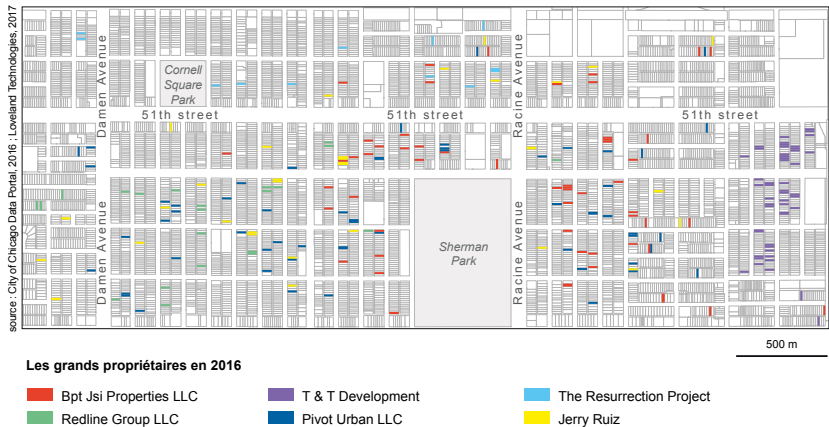 source : City of Chicago Data Portal, 2016 ; Loveland Technologies, 2017
Damen Avenue
Cornell
Square
Park
Racine Avenue
51th street
51th street
51th street
Damen Avenue
Sherman
Park
Racine Avenue
500 m
Les grands propriétaires en 2016
Bpt Jsi Properties LLC
T & T Development
The Resurrection Project
Redline Group LLC
Pivot Urban LLC
Jerry Ruiz